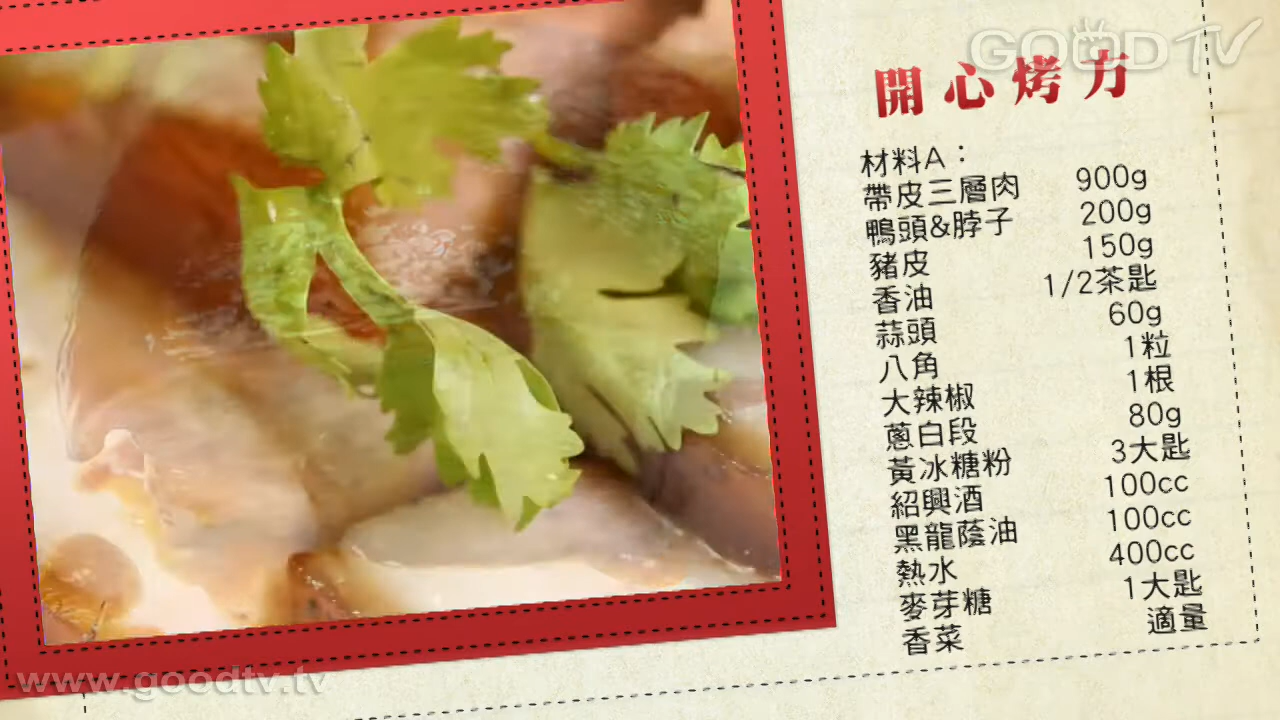 GOODTV
開心烤方
材料A：
帶皮三層肉 900g
鴨頭&脖子 200g
豬皮 150g
香油 1/2茶匙
蒜頭 60g
八角 1粒
大辣椒 1根
蔥白段 80g
黃冰糖粉 3大匙
紹興酒 100cc
黑龍蔭油 100cc
熱水 400cc
麥芽糖 1大匙
香菜 適量
www.goodtv.tv